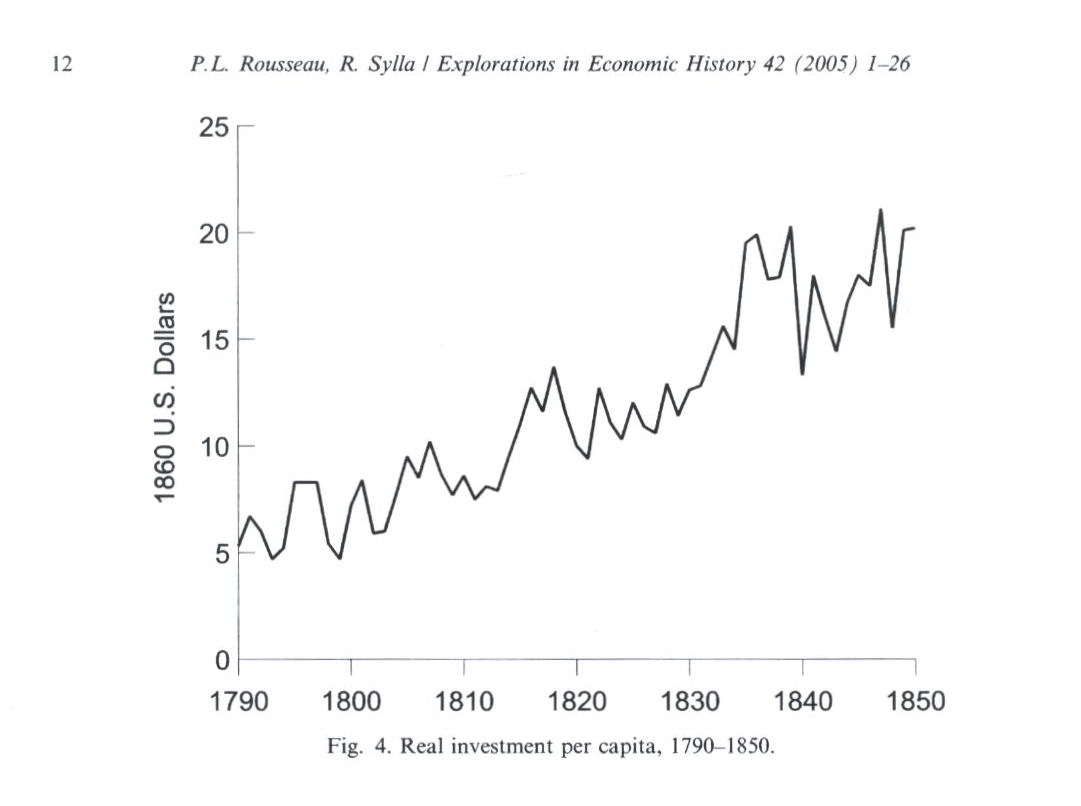 12
P.L. Rousseau, R. Sylla / Explorations in Economic History 42 (2005) 1–26
25
20
15
10
5
0
1860 U.S. Dollars
1790 1800 1810 1820 1830 1840 1850
Fig. 4. Real investment per capita, 1790–1850.